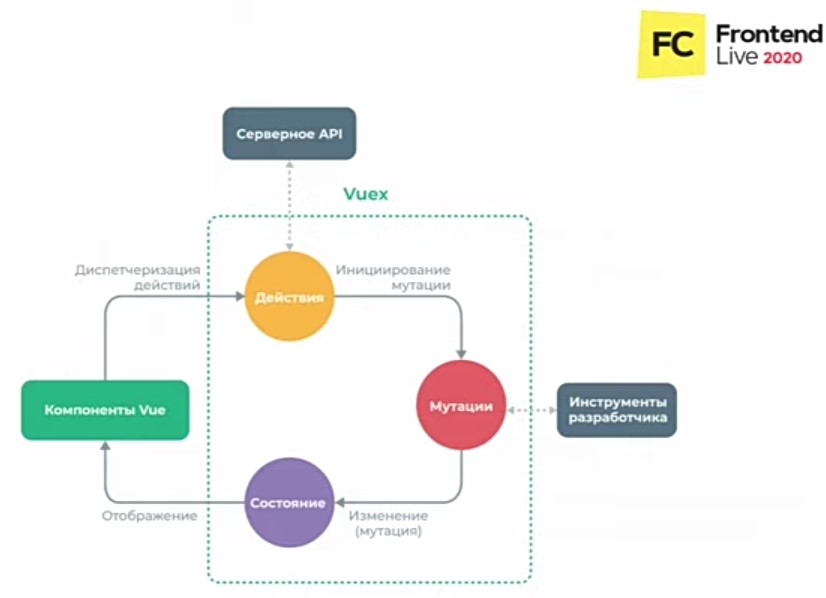 FC
Frontend
Live 2020
Серверное API
Vuex
Диспетчеризация
действий
Действия
Инициирование
мутации
Компоненты Vue
Мутации
Инструменты
разработчика
Состояние
Отображение
Изменение
(мутация)